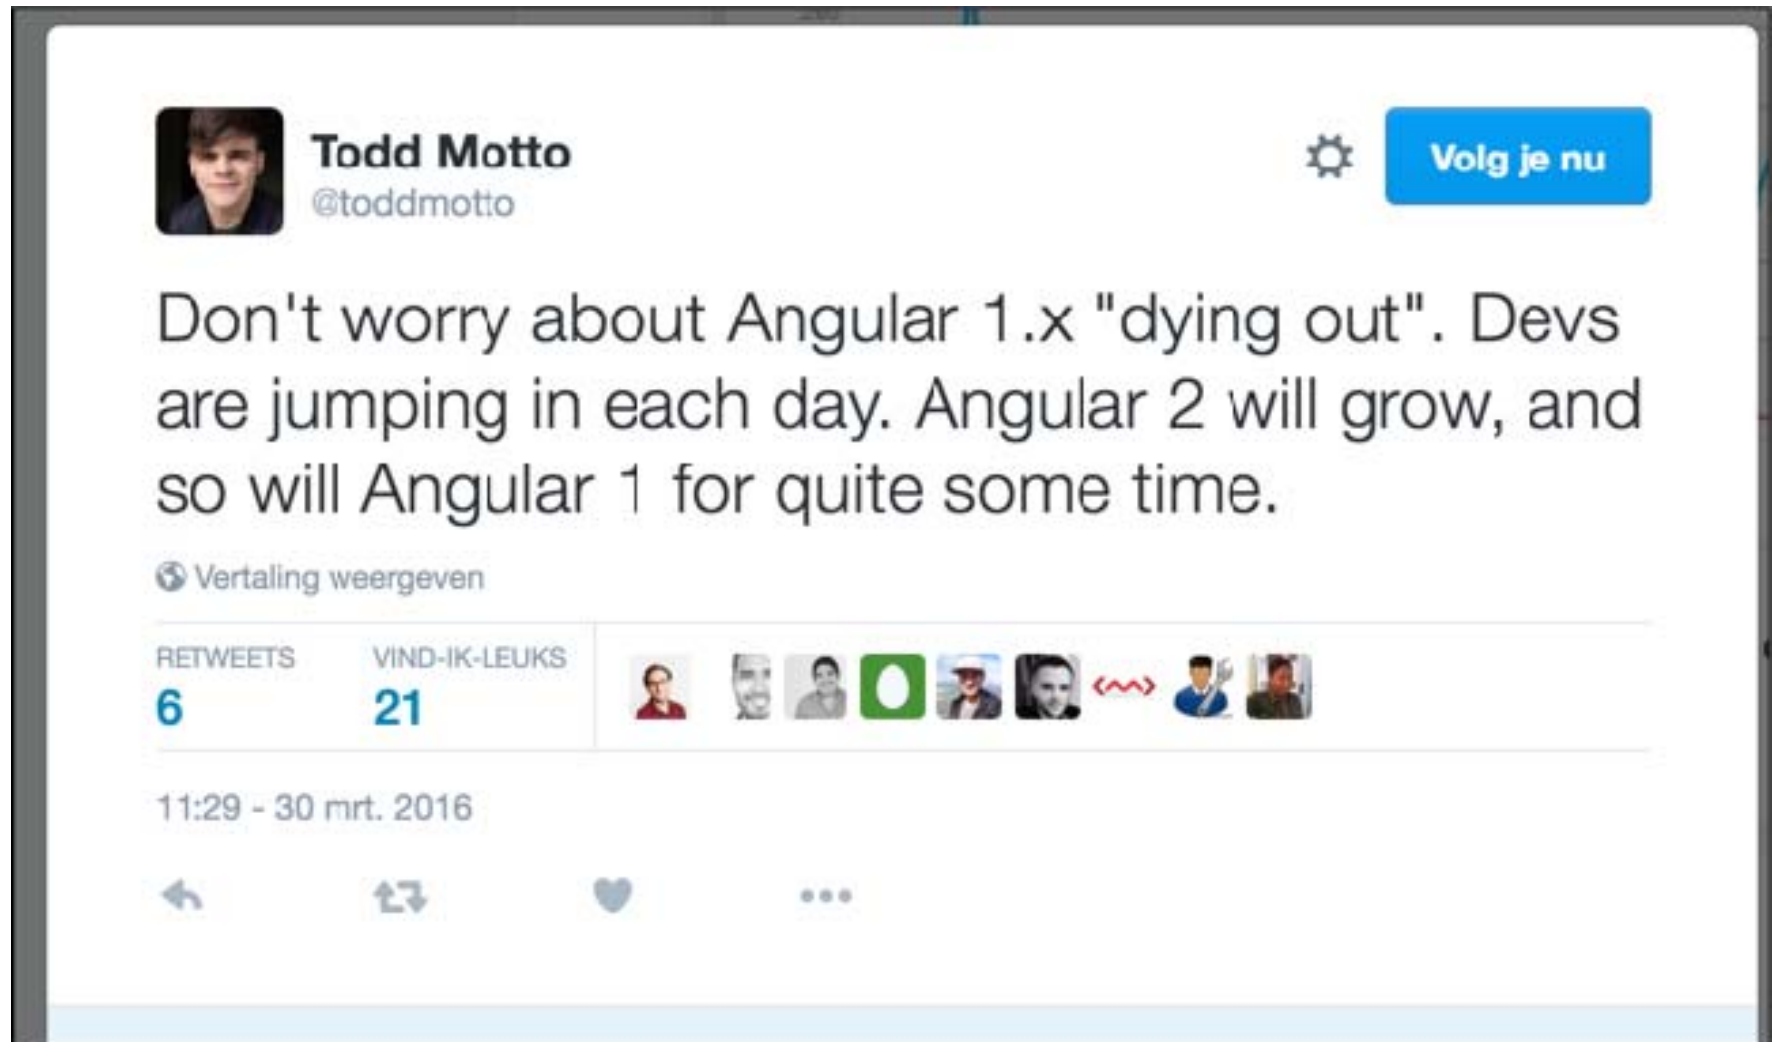 Todd Motto
@toddmotto
Volg je nu
Don't worry about Angular 1.x "dying out". Devs
are jumping in each day. Angular 2 will grow, and
so will Angular 1 for quite some time.
Vertaling weergeven
RETWEETS VIND-IK-LEUKS
6 21
11:29 - 30 mrt. 2016